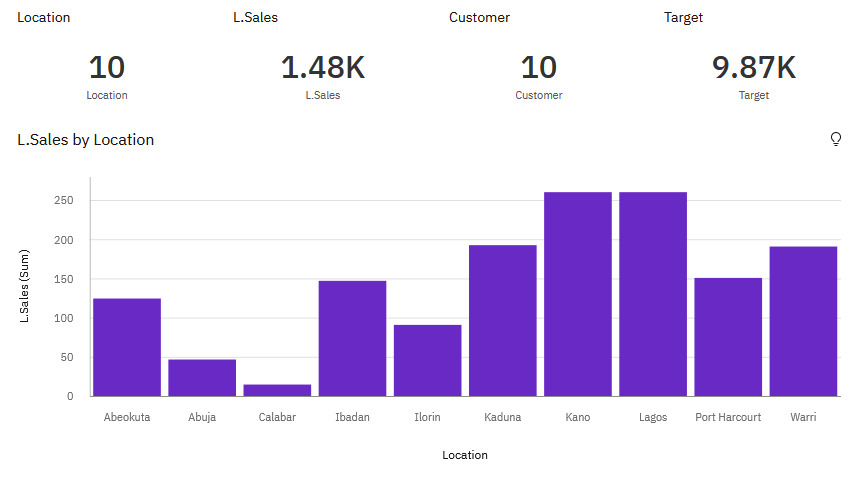 Location L.Sales Customer Target
10 1.48K 10 9.87K
Location L.Sales Customer Target
L.Sales by Location
L.Sales (Sum)
250
200
150
100
50
0
Abeokuta Abuja Calabar Ibadan Ilorin Kaduna Kano Lagos Port Harcourt Warri
Location